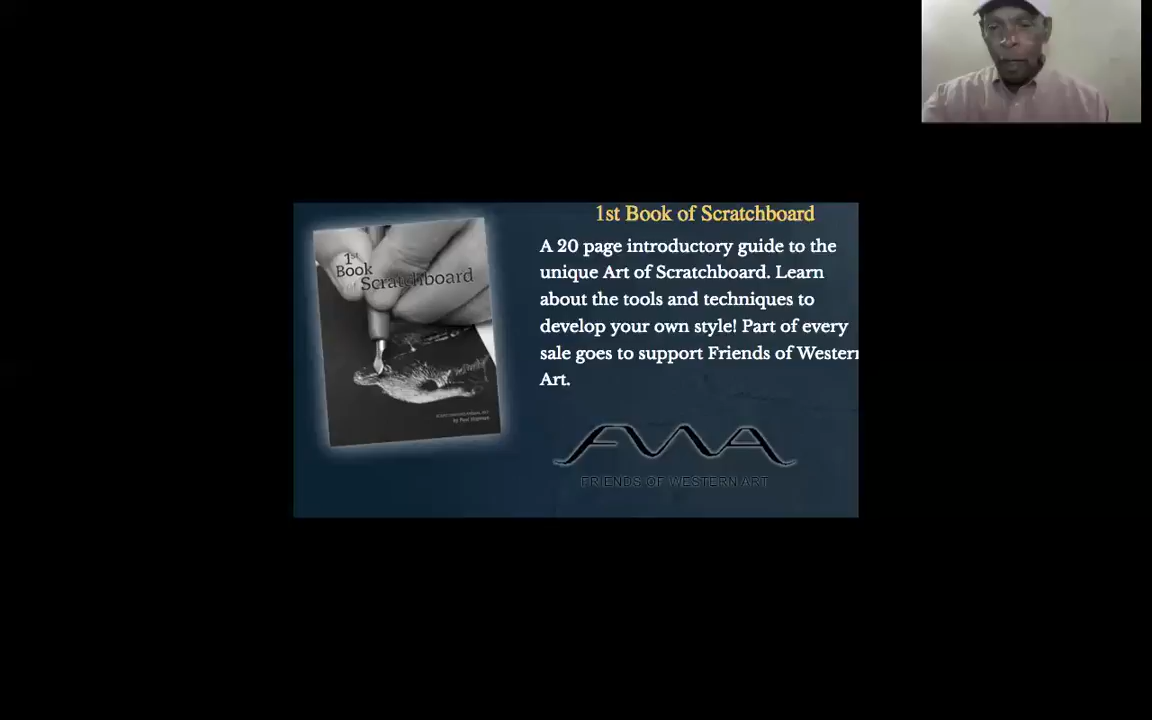 1st Book of Scratchboard
A 20 page introductory guide to the
unique Art of Scratchboard. Learn
about the tools and techniques to
develop your own style! Part of every
sale goes to support Friends of Western
Art.
1st
Book
Scratchboard
FWA
FRIENDS OF WESTERN ART